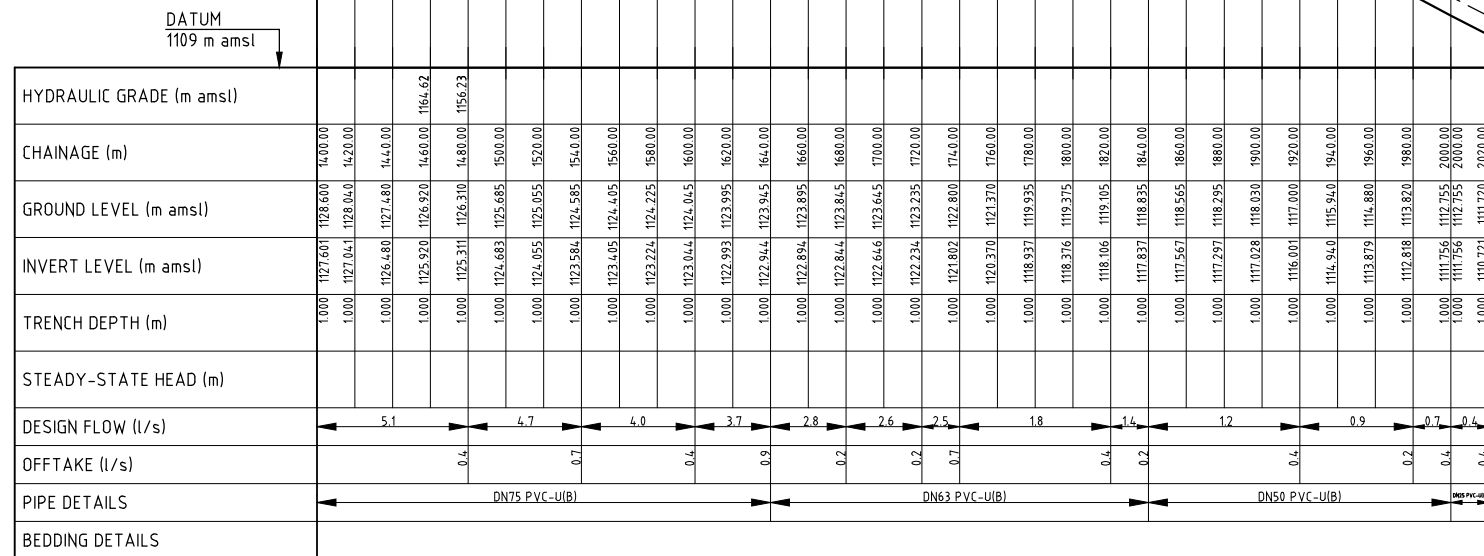 DATUM
1109 m amsl
HYDRAULIC GRADE (m amsl) 1164.62 1156.23
CHAINAGE (m) 1400.00 1420.00 1440.00 1460.00 1480.00 1500.00 1520.00 1540.00 1560.00 1580.00 1600.00 1620.00 1640.00 1660.00 1680.00 1700.00 1720.00 1740.00 1760.00 1780.00 1800.00 1820.00 1840.00 1860.00 1880.00 1900.00 1920.00 1940.00 1960.00 1980.00 2000.00 2000.00 2020.00
GROUND LEVEL (m amsl) 1128.600 1128.040 1127.480 1126.920 1126.310 1125.685 1125.055 1124.585 1124.405 1124.225 1124.045 1123.995 1123.945 1123.895 1123.845 1123.645 1123.235 1122.800 1121.370 1119.935 1119.375 1119.105 1118.835 1118.565 1118.295 1118.030 1117.000 1115.940 1114.880 1113.820 1112.755 1112.755 1111.720
INVERT LEVEL (m amsl) 1127.601 1127.041 1126.480 1125.920 1125.311 1124.683 1124.055 1123.584 1123.405 1123.224 1123.044 1122.993 1122.944 1122.894 1122.844 1122.646 1122.234 1121.802 1120.370 1118.937 1118.376 1118.106 1117.837 1117.567 1117.297 1117.028 1116.001 1114.940 1113.879 1112.818 1111.756 1111.756 1110.721
TRENCH DEPTH (m) 1.000 1.000 1.000 1.000 1.000 1.000 1.000 1.000 1.000 1.000 1.000 1.000 1.000 1.000 1.000 1.000 1.000 1.000 1.000 1.000 1.000 1.000 1.000 1.000 1.000 1.000 1.000 1.000 1.000 1.000 1.000 1.000 1.000
STEADY-STATE HEAD (m)
DESIGN FLOW (l/s) 5.1 4.7 4.0 3.7 2.8 2.6 2.5 1.8 1.4 1.2 0.9 0.7 0.4
OFFTAKE (l/s) 0.4 0.7 0.4 0.9 0.2 0.2 0.7 0.4 0.2 0.4 0.2 0.4 0.4
PIPE DETAILS DN75 PVC-U(B) DN63 PVC-U(B) DN50 PVC-U(B)
BEDDING DETAILS